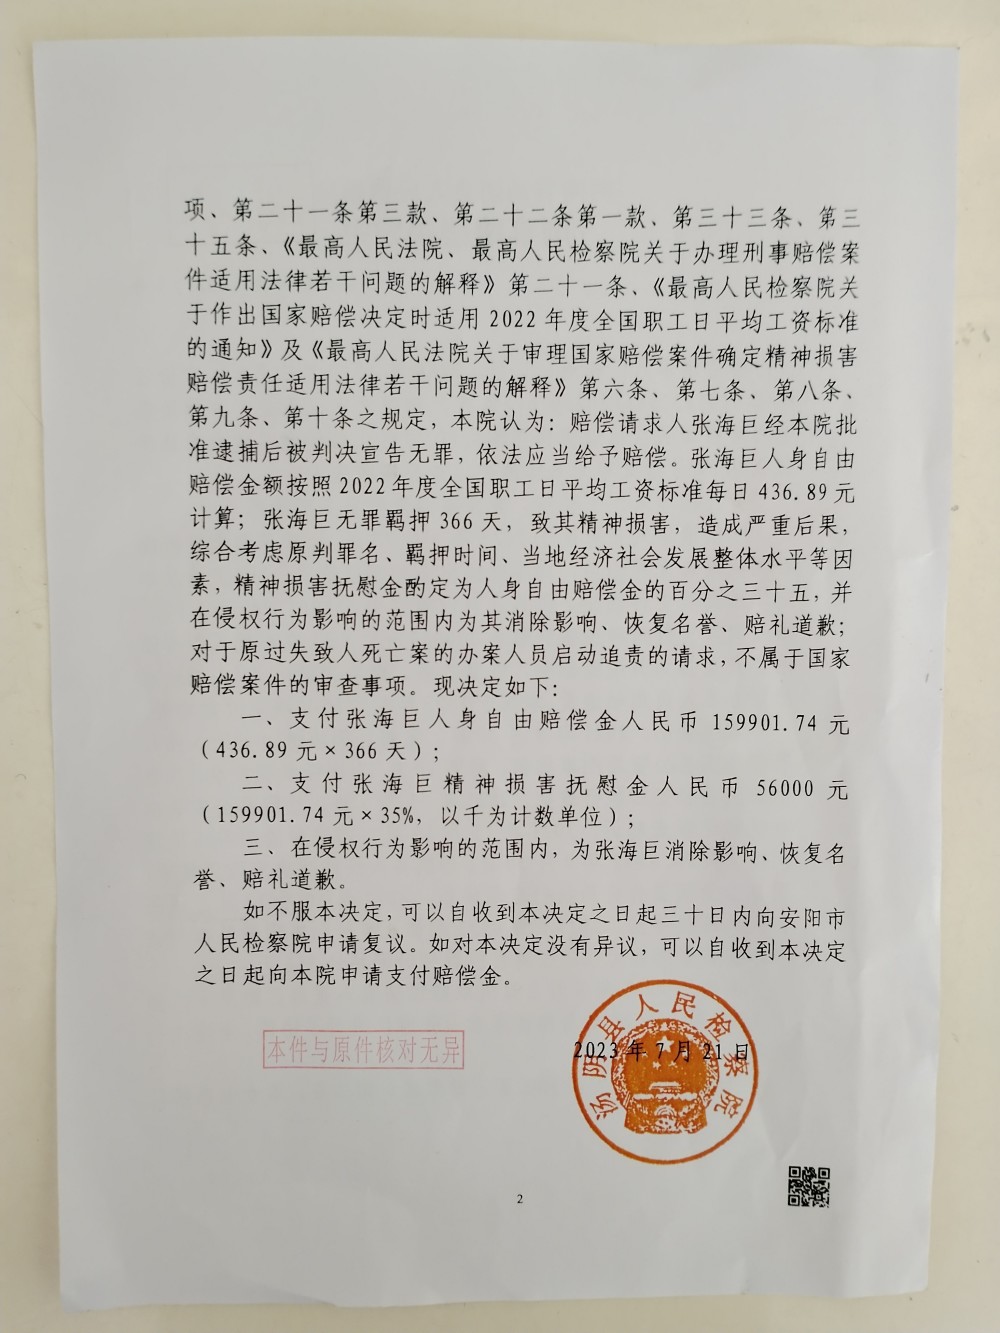 项、第二十一条第三款、第二十二条第一款、第三十三条、第三
十五条、《最高人民法院、最高人民检察院关于办理刑事赔偿案
件适用法律若干问题的解释》第二十一条、《最高人民检察院关
于作出国家赔偿决定时适用2022年度全国职工日平均工资标准
的通知》及《最高人民法院关于审理国家赔偿案件确定精神损害
赔偿责任适用法律若干问题的解释》第六条、第七条、第八条、
第九条、第十条之规定，本院认为：赔偿请求人张海巨经本院批
准逮捕后被判决宣告无罪，依法应当给予赔偿。张海巨人身自由
赔偿金额按照2022年度全国职工日平均工资标准每日436.89元
计算；张海巨无罪羁押366天，致其精神损害，造成严重后果，
综合考虑原判罪名、羁押时间、当地经济社会发展整体水平等因
素，精神损害抚慰金酌定为人身自由赔偿金的百分之三十五，并
在侵权行为影响的范围内为其消除影响、恢复名誉、赔礼道歉；
对于原过失致人死亡案的办案人员启动追责的请求，不属于国家
赔偿案件的审查事项。现决定如下：
一、支付张海巨人身自由赔偿金人民币159901.74元
（436.89元×366天）；
二、支付张海巨精神损害抚慰金人民币56000元
（159901.74元×35%，以千为计数单位）；
三、在侵权行为影响的范围内，为张海巨消除影响、恢复名
誉、赔礼道歉。
如不服本决定，可以自收到本决定之日起三十日内向安阳市
人民检察院申请复议。如对本决定没有异议，可以自收到本决定
之日起向本院申请支付赔偿金。
汤阴县人民检察院
本件与原件核对无异
2023年7月21日
2